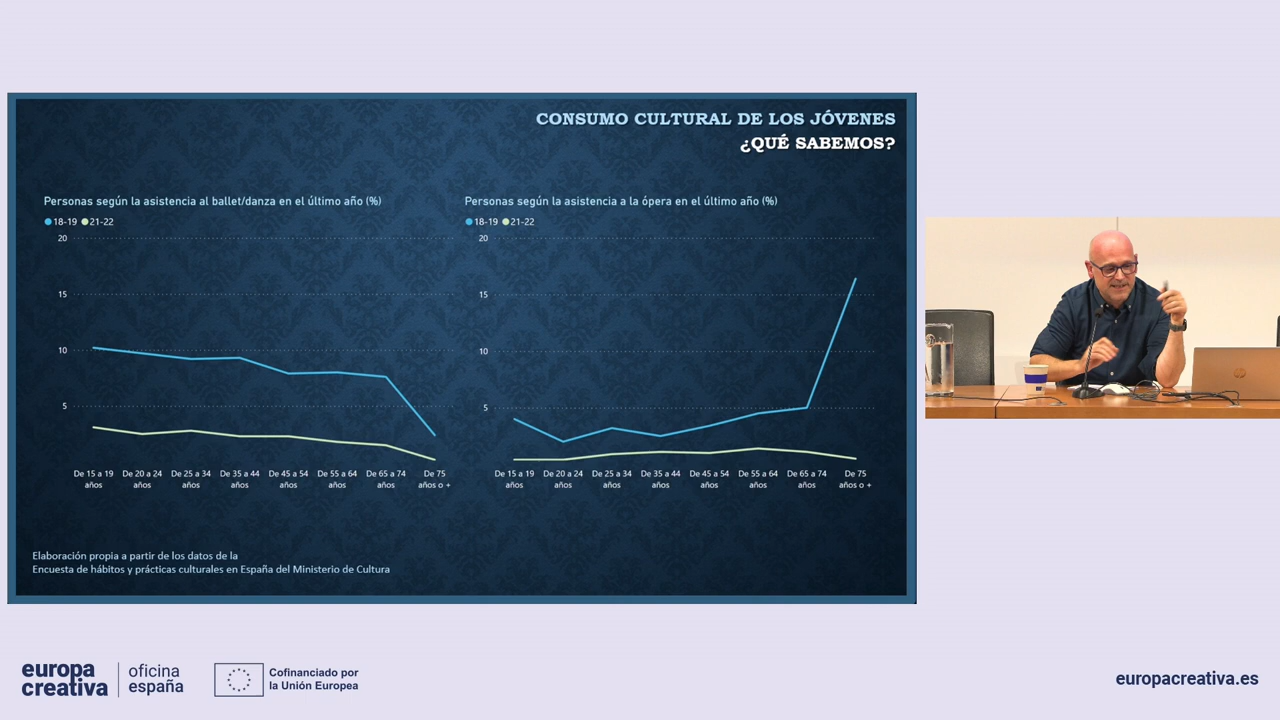 CONSUMO CULTURAL DE LOS JÓVENES
¿QUÉ SABEMOS?
Personas según la asistencia al ballet/danza en el último año (%)
18-19 21-22
20
15
10
5
De 15 a 19 años
De 20 a 24 años
De 25 a 34 años
De 35 a 44 años
De 45 a 54 años
De 55 a 64 años
De 65 a 74 años
De 75 años o +
Personas según la asistencia a la ópera en el último año (%)
18-19 21-22
20
15
10
5
De 15 a 19 años
De 20 a 24 años
De 25 a 34 años
De 35 a 44 años
De 45 a 54 años
De 55 a 64 años
De 65 a 74 años
De 75 años o +
Elaboración propia a partir de los datos de la
Encuesta de hábitos y prácticas culturales en España del Ministerio de Cultura
europa creativa
oficina españa
Cofinanciado por
la Unión Europea
europacreativa.es